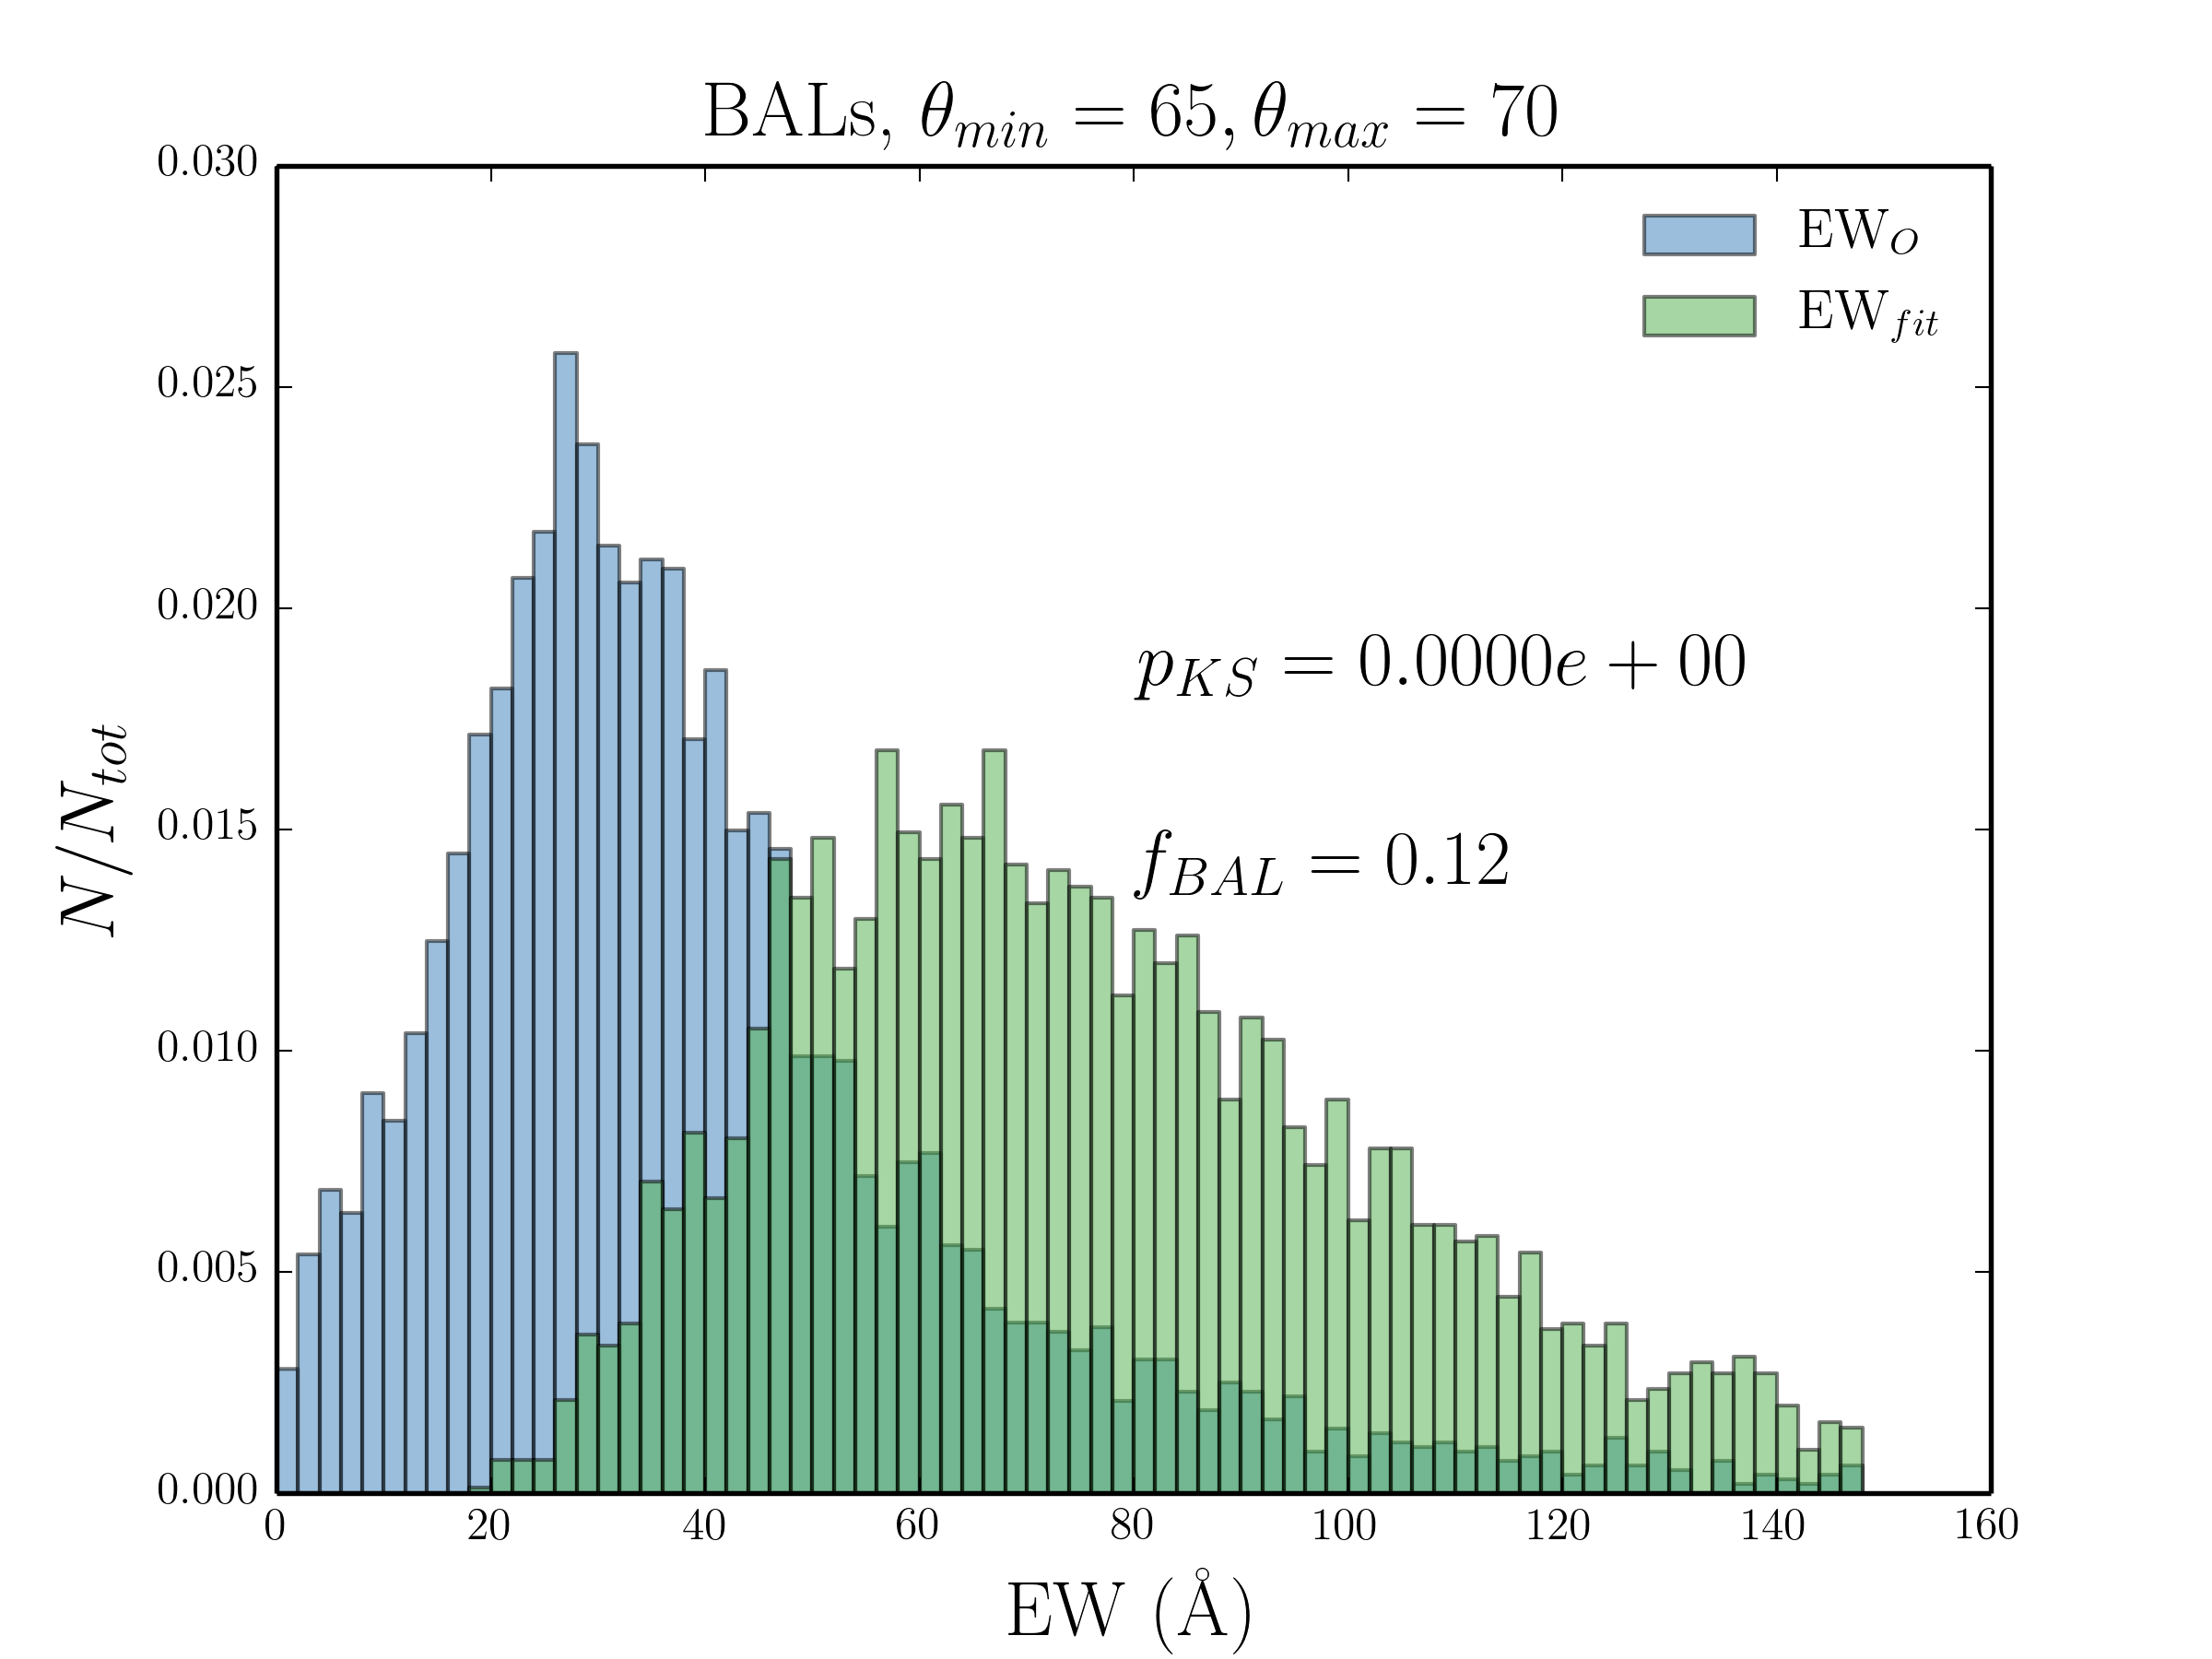 BALs, θ_min = 65, θ_max = 70
EW_O
EW_fit
p_KS = 0.0000e + 00
f_BAL = 0.12
N/N_tot
0.030
0.025
0.020
0.015
0.010
0.005
0.000
0 20 40 60 80 100 120 140 160
EW (Å)